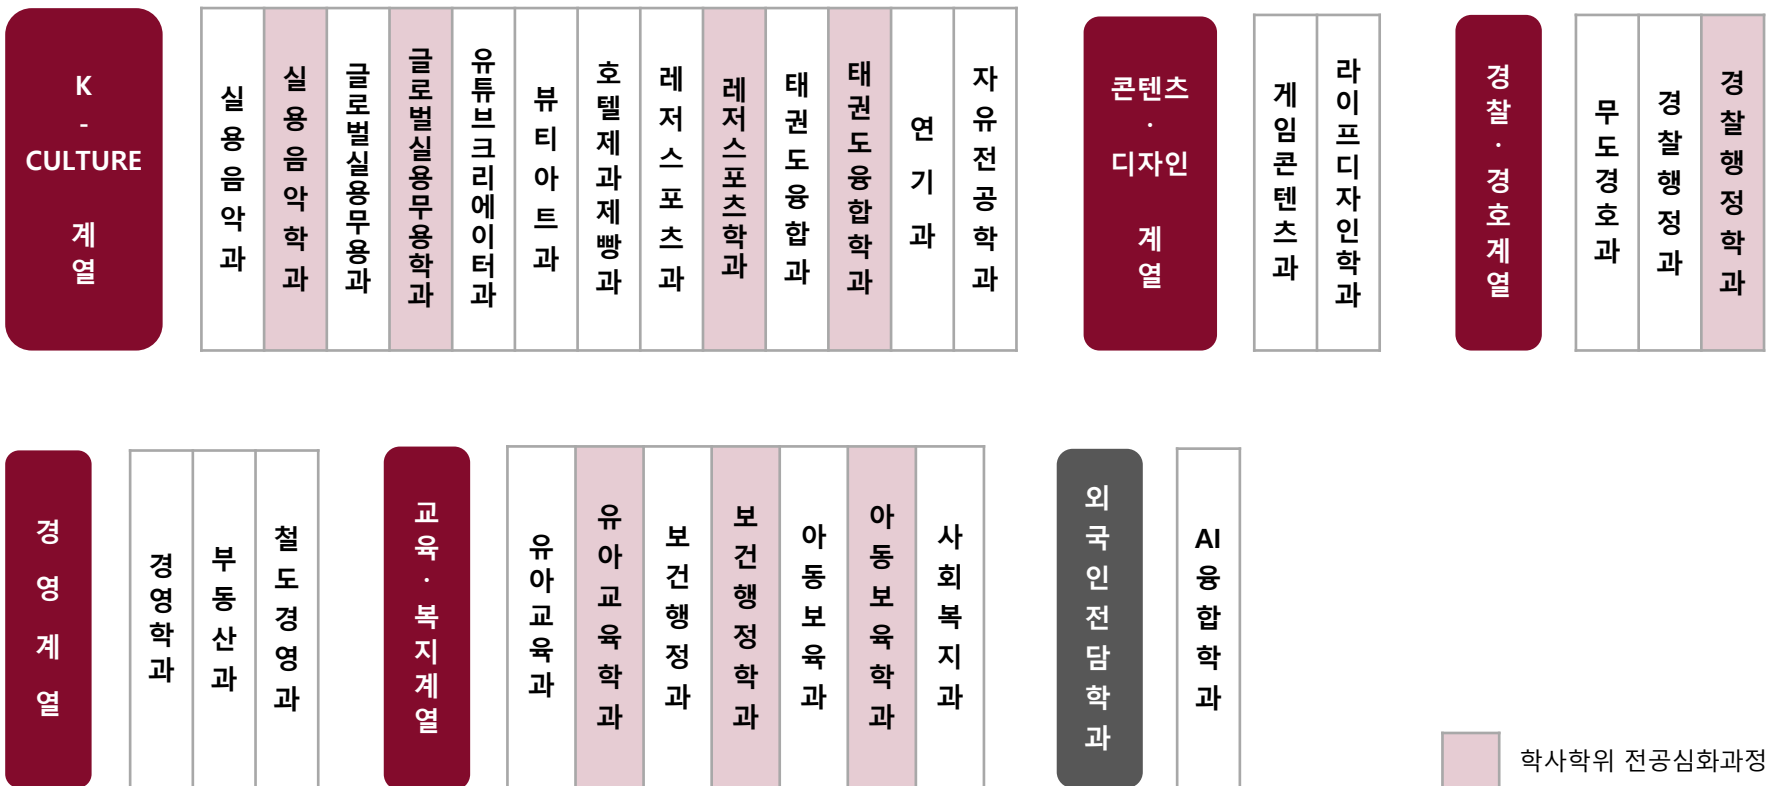 K
-
CULTURE
계
열
실용음악과
실용음악학과
글로벌실용무용과
글로벌실용무용학과
유튜브크리에이터과
뷰티아트과
호텔제과제빵과
레저스포츠과
레저스포츠학과
태권도융합과
태권도융합학과
연기과
자유전공학과
콘텐츠
·
디자인
계
열
게임콘텐츠과
라이프디자인학과
경찰·경호계열
무도경호과
경찰행정과
경찰행정학과
경영계열
경영학과
부동산과
철도경영과
교육·복지계열
유아교육과
유아교육학과
보건행정과
보건행정학과
아동보육과
아동보육학과
사회복지과
외국인전담학과
AI융합학과
학사학위 전공심화과정